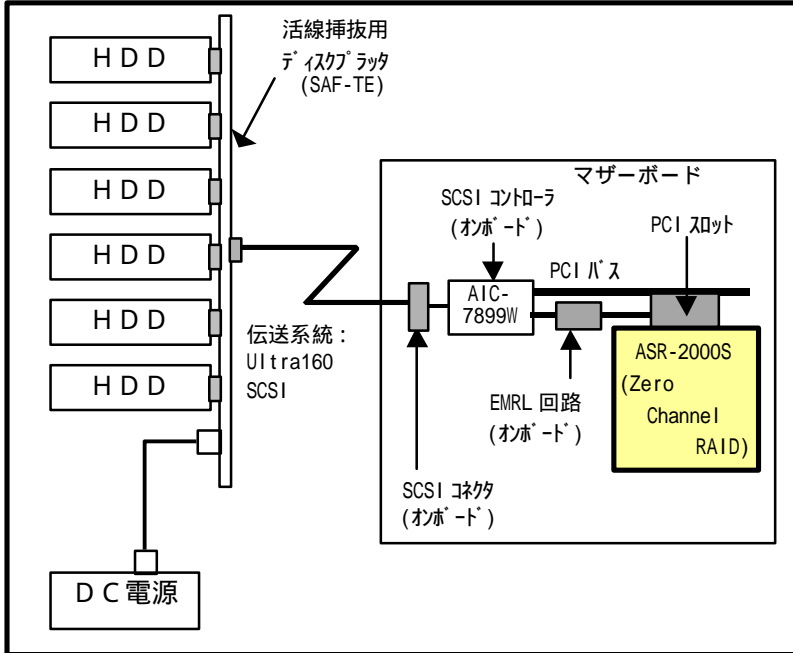 HDD
HDD
HDD
HDD
HDD
HDD
活線挿抜用
ディスクプラッタ
(SAF-TE)
伝送系統：
Ultra160
SCSI
DC電源
マザーボード
SCSI コントローラ
(オンボード)
PCI スロット
PCI バス
AIC-
7899W
EMRL 回路
(オンボード)
SCSI コネクタ
(オンボード)
ASR-2000S
(Zero
Channel
RAID)